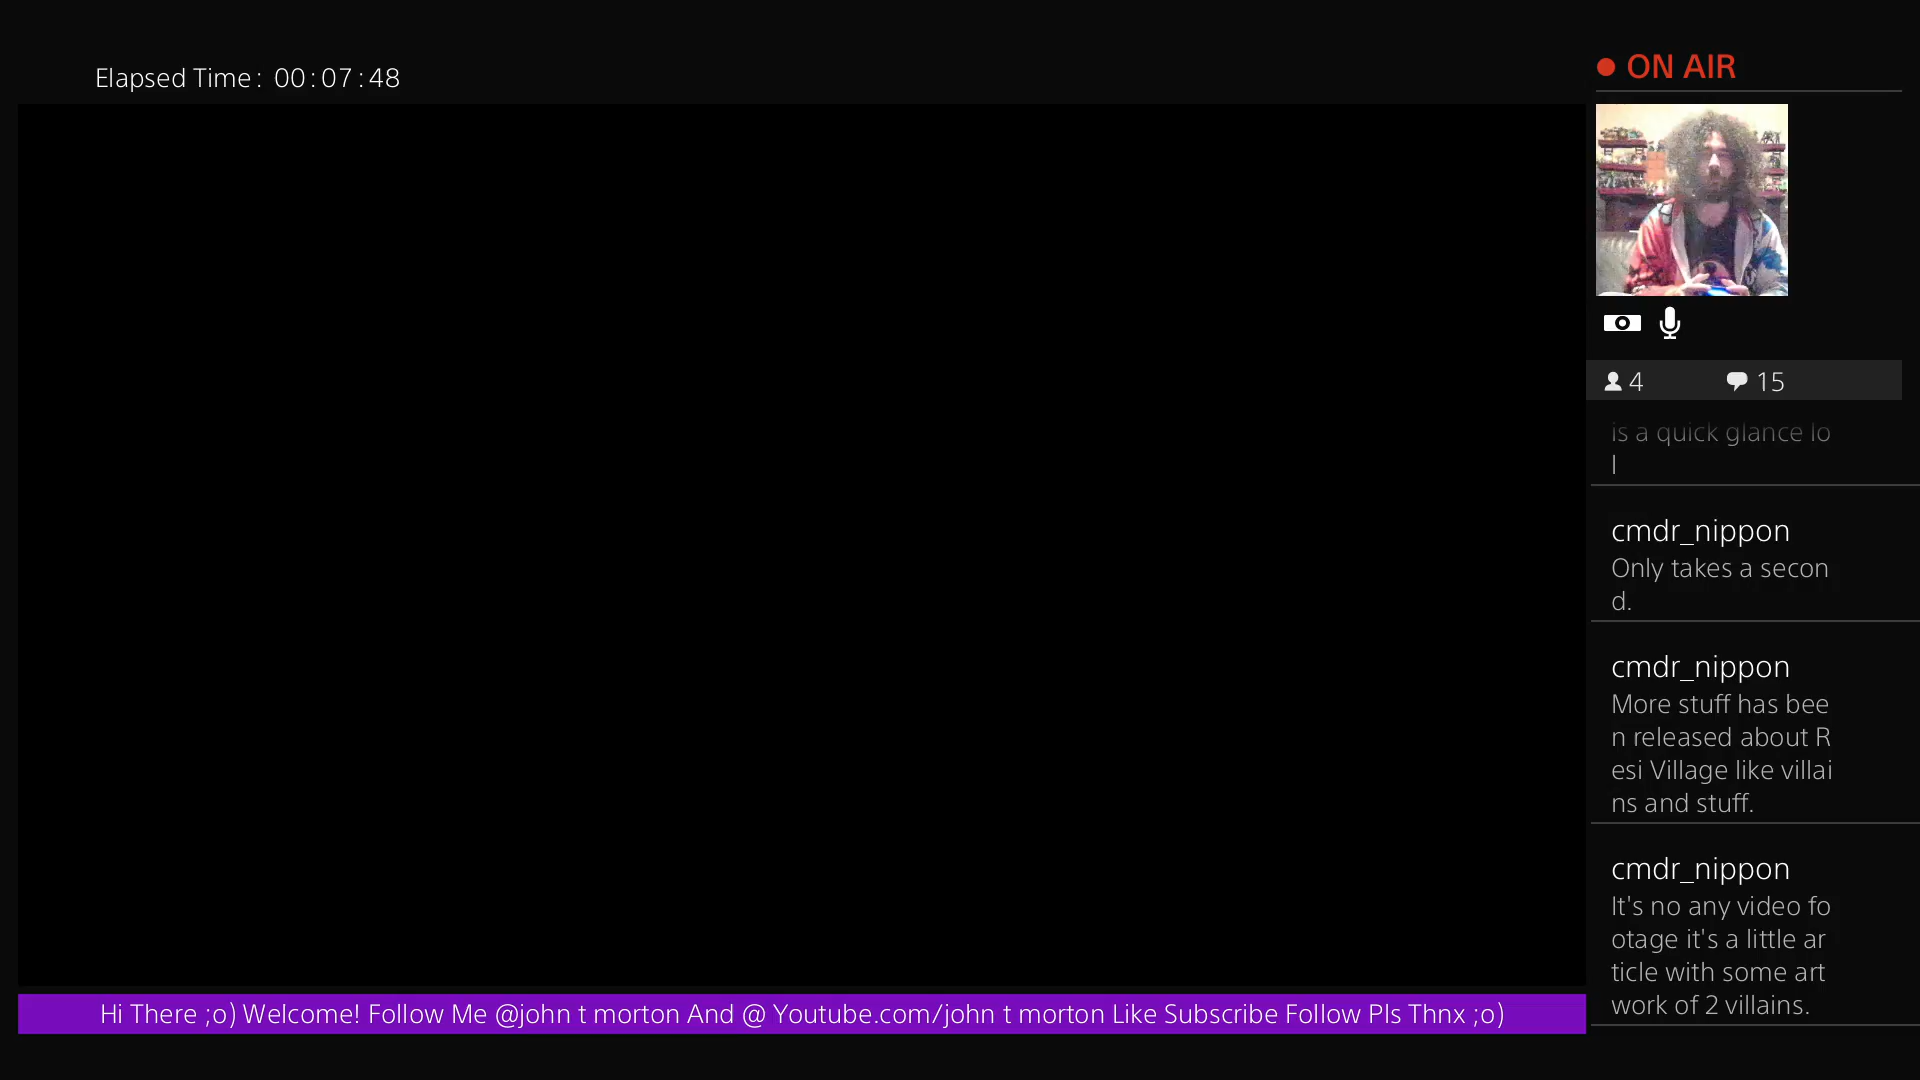 Elapsed Time: 00:07:48
ON AIR
4
15
is a quick glance lo
l
cmdr_nippon
Only takes a secon
d.
cmdr_nippon
More stuff has bee
n released about R
esi Village like villai
ns and stuff.
cmdr_nippon
It's no any video fo
otage it's a little ar
ticle with some art
work of 2 villains.
Hi There ;o) Welcome! Follow Me @john t morton And @ Youtube.com/john t morton Like Subscribe Follow Pls Thnx ;o)